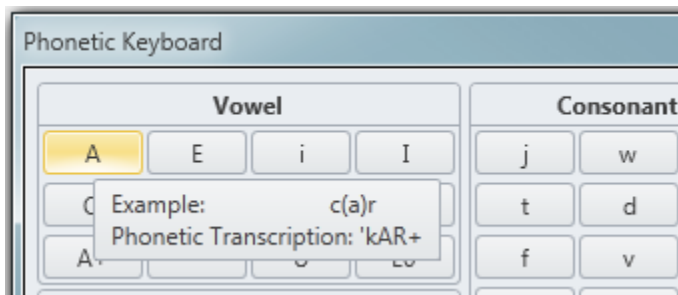 Phonetic Keyboard
Vowel Consonant
A E i I j w
t d
Example: c(a)r
Phonetic Transcription: 'kAR+
f v